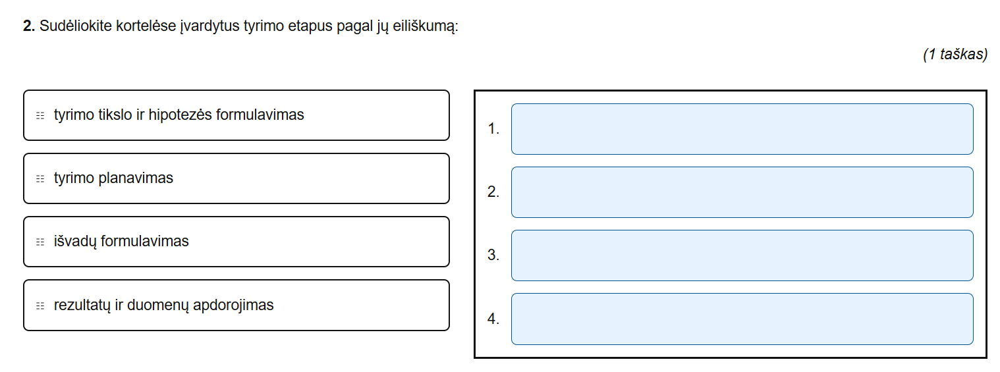 2. Sudėliokite kortelėse įvardytus tyrimo etapus pagal jų eiliškumą:
(1 taškas)
tyrimo tikslo ir hipotezės formulavimas
tyrimo planavimas
išvadų formulavimas
rezultatų ir duomenų apdorojimas
1.
2.
3.
4.